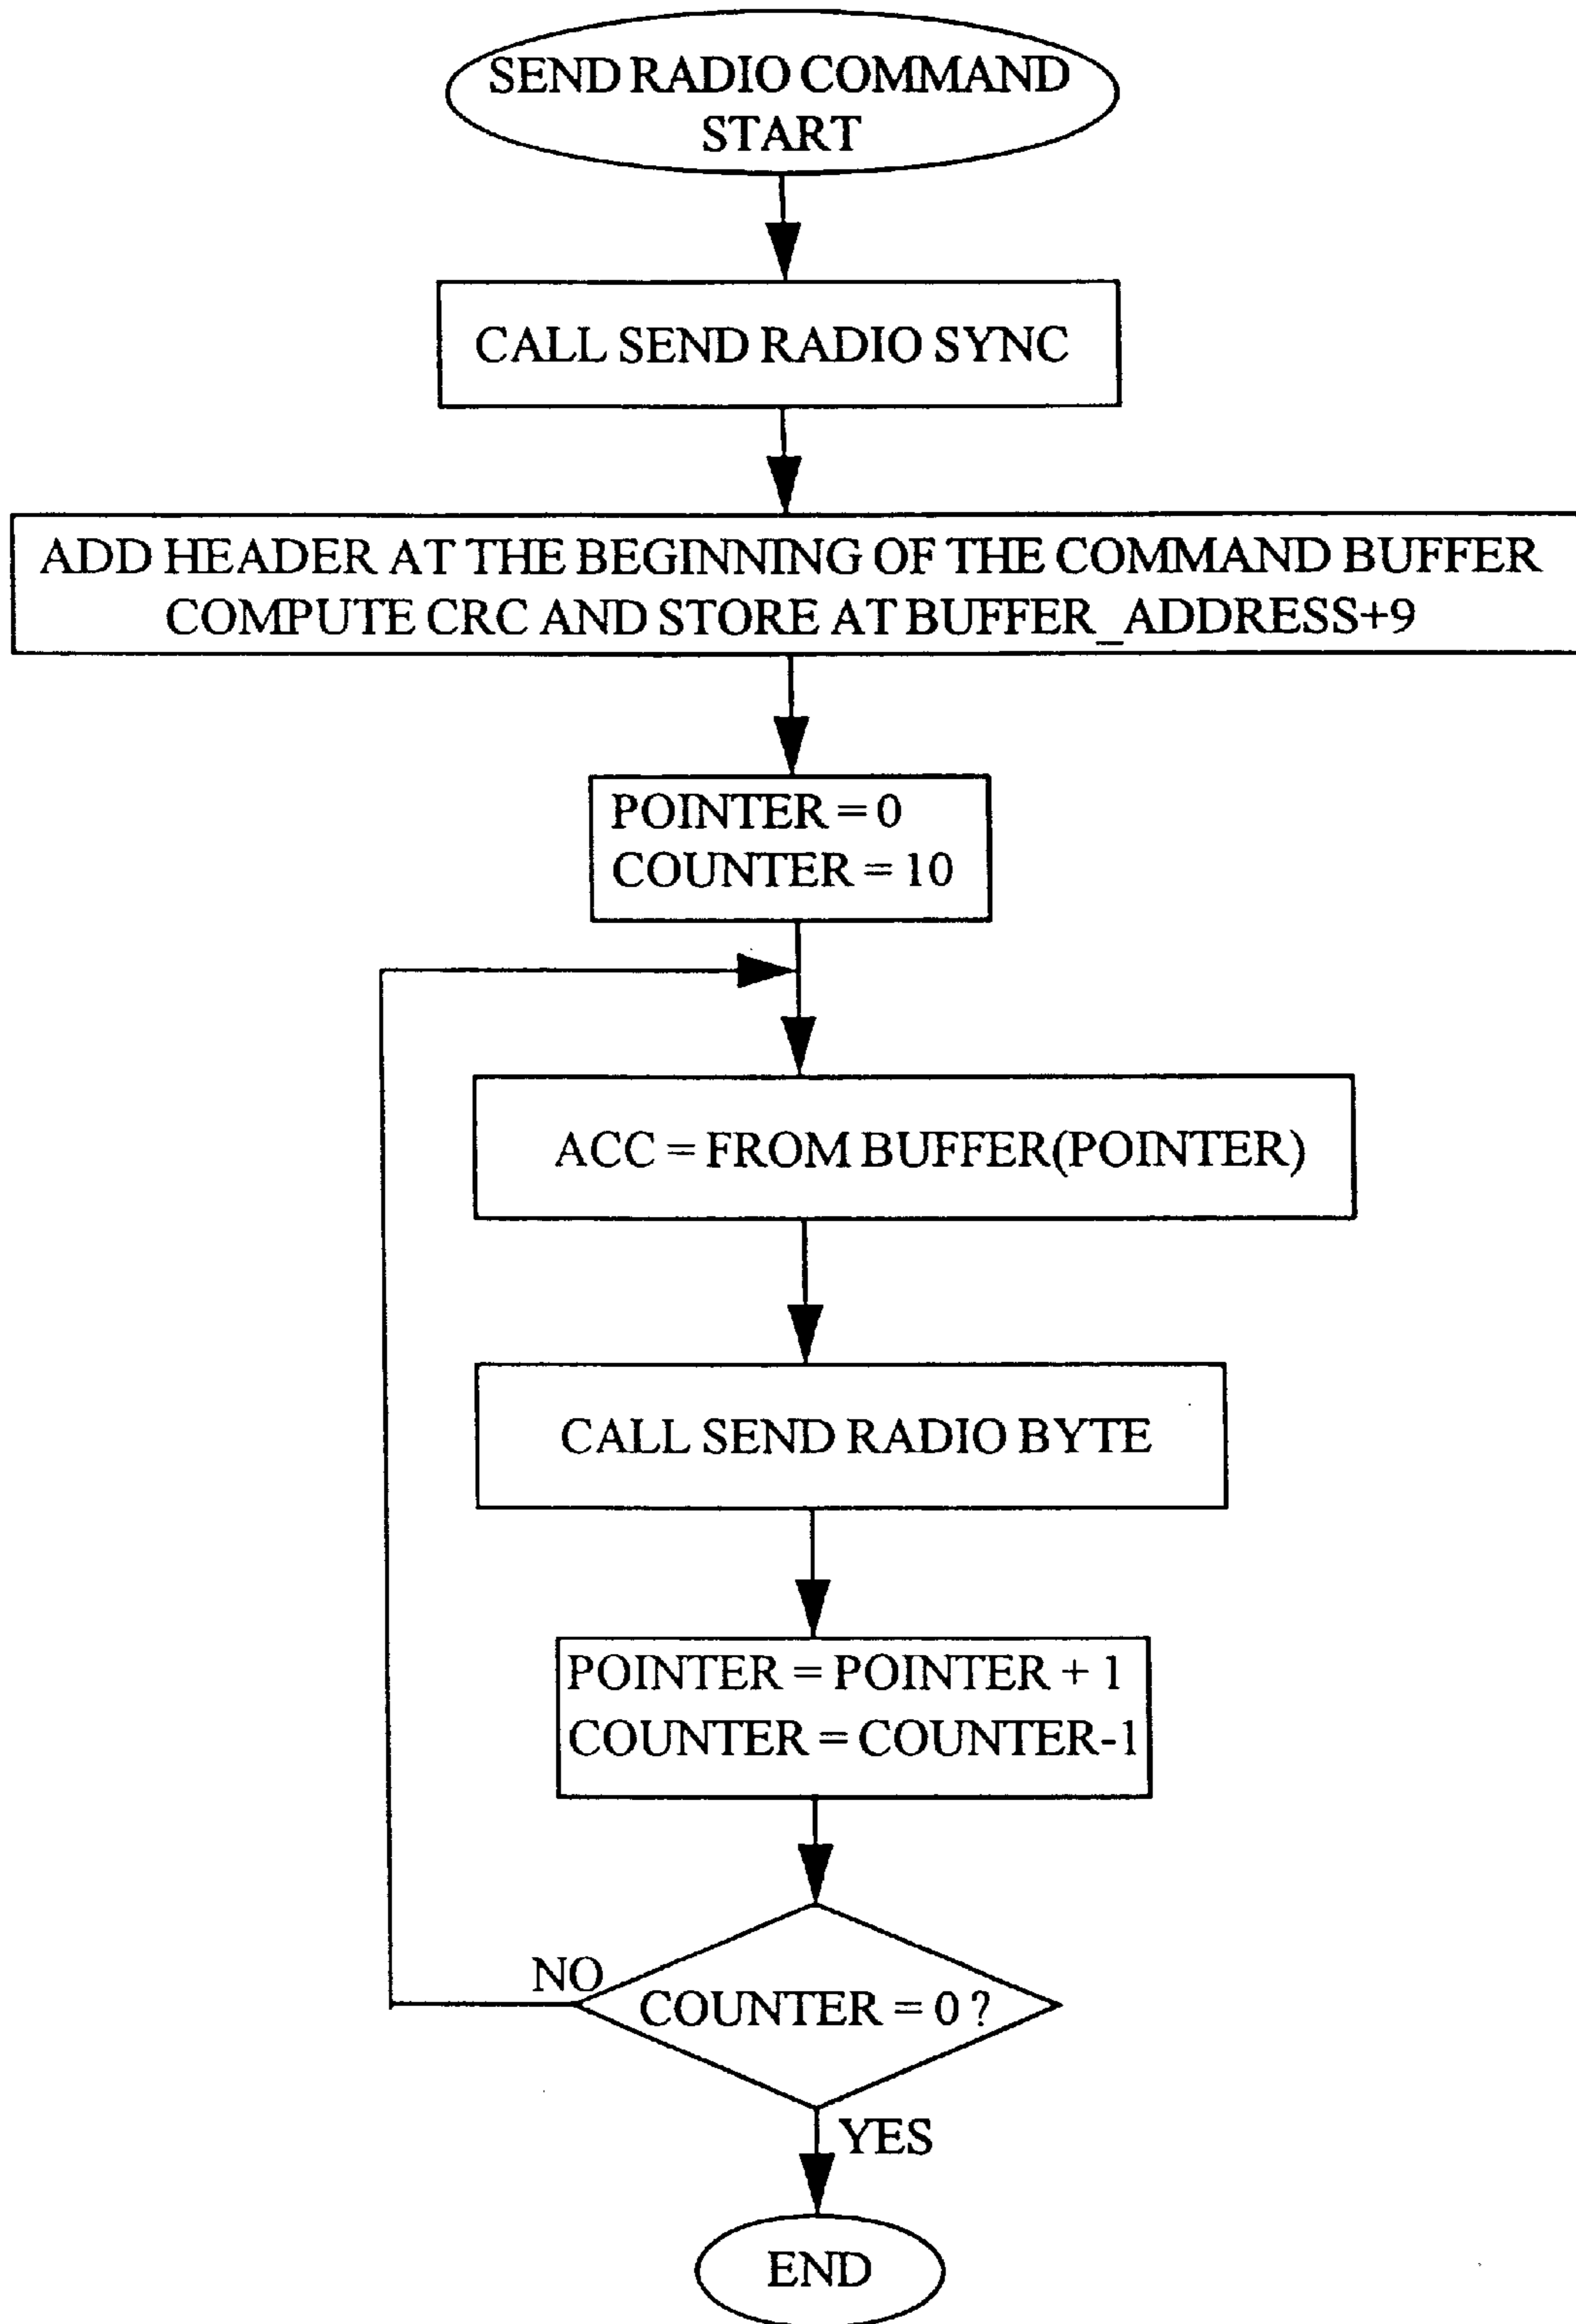 SEND RADIO COMMAND
START
CALL SEND RADIO SYNC
ADD HEADER AT THE BEGINNING OF THE COMMAND BUFFER
COMPUTE CRC AND STORE AT BUFFER_ADDRESS+9
POINTER = 0
COUNTER = 10
ACC = FROM BUFFER(POINTER)
CALL SEND RADIO BYTE
POINTER = POINTER + 1
COUNTER = COUNTER-1
NO
COUNTER = 0 ?
YES
END